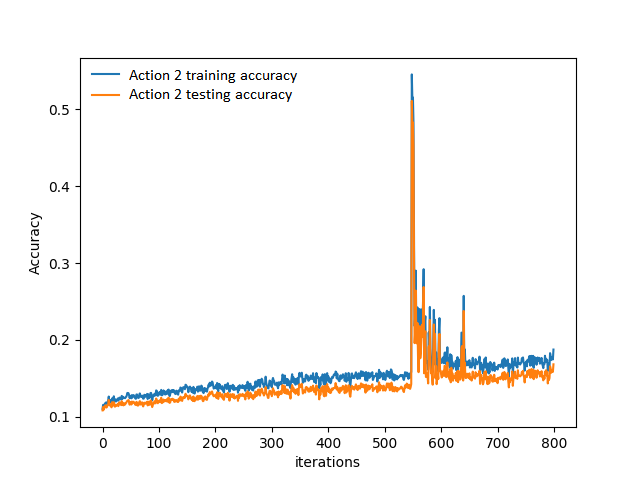 Action 2 training accuracy
Action 2 testing accuracy
0.5
0.4
0.3
0.2
0.1
Accuracy
0 100 200 300 400 500 600 700 800
iterations